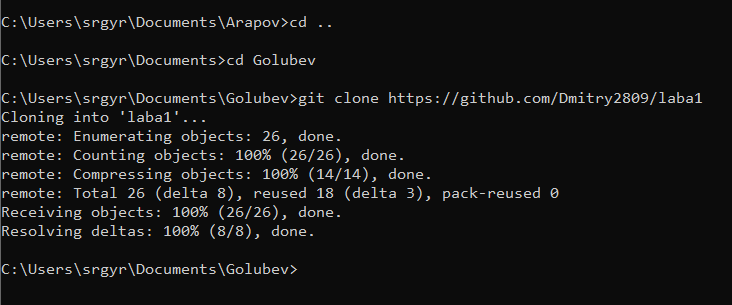 C:\Users\srgyr\Documents\Arapov>cd ..
C:\Users\srgyr\Documents>cd Golubev
C:\Users\srgyr\Documents\Golubev>git clone https://github.com/Dmitry2809/laba1
Cloning into 'laba1'...
remote: Enumerating objects: 26, done.
remote: Counting objects: 100% (26/26), done.
remote: Compressing objects: 100% (14/14), done.
remote: Total 26 (delta 8), reused 18 (delta 3), pack-reused 0
Receiving objects: 100% (26/26), done.
Resolving deltas: 100% (8/8), done.
C:\Users\srgyr\Documents\Golubev>